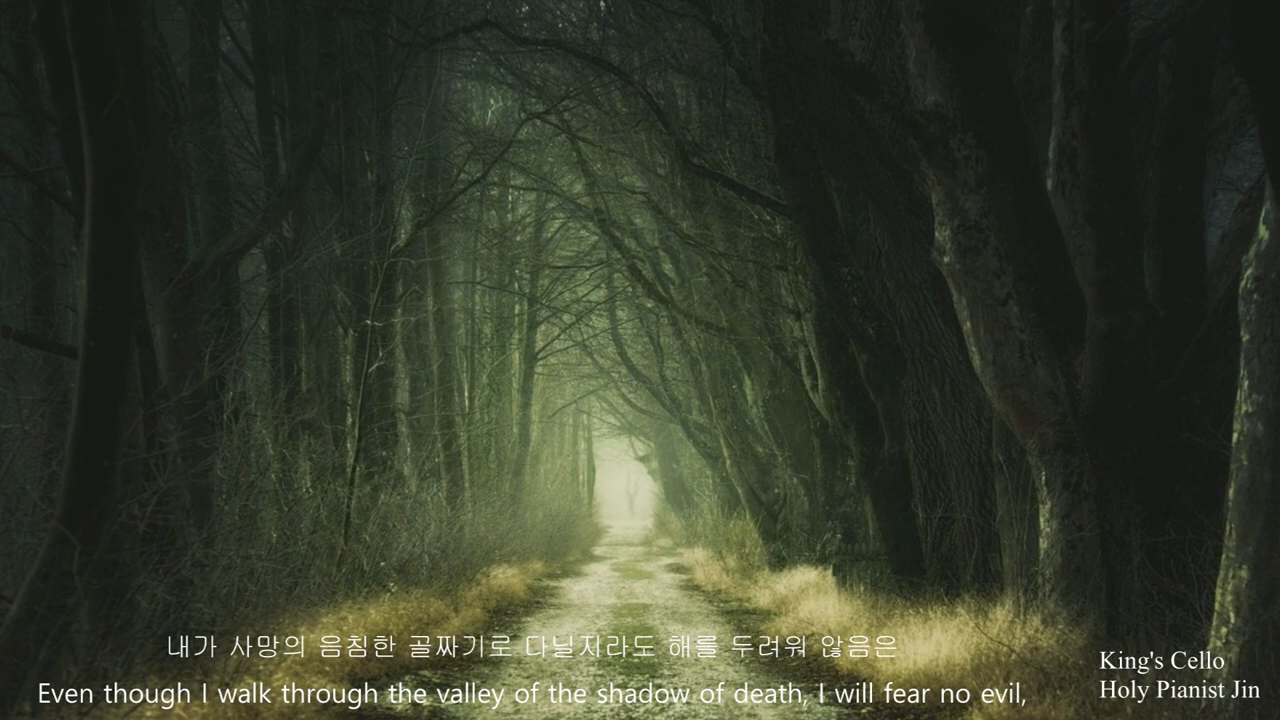 내가 사망의 음침한 골짜기로 다닐지라도 해를 두려워 않음은
Even though I walk through the valley of the shadow of death, I will fear no evil,
King's Cello
Holy Pianist Jin